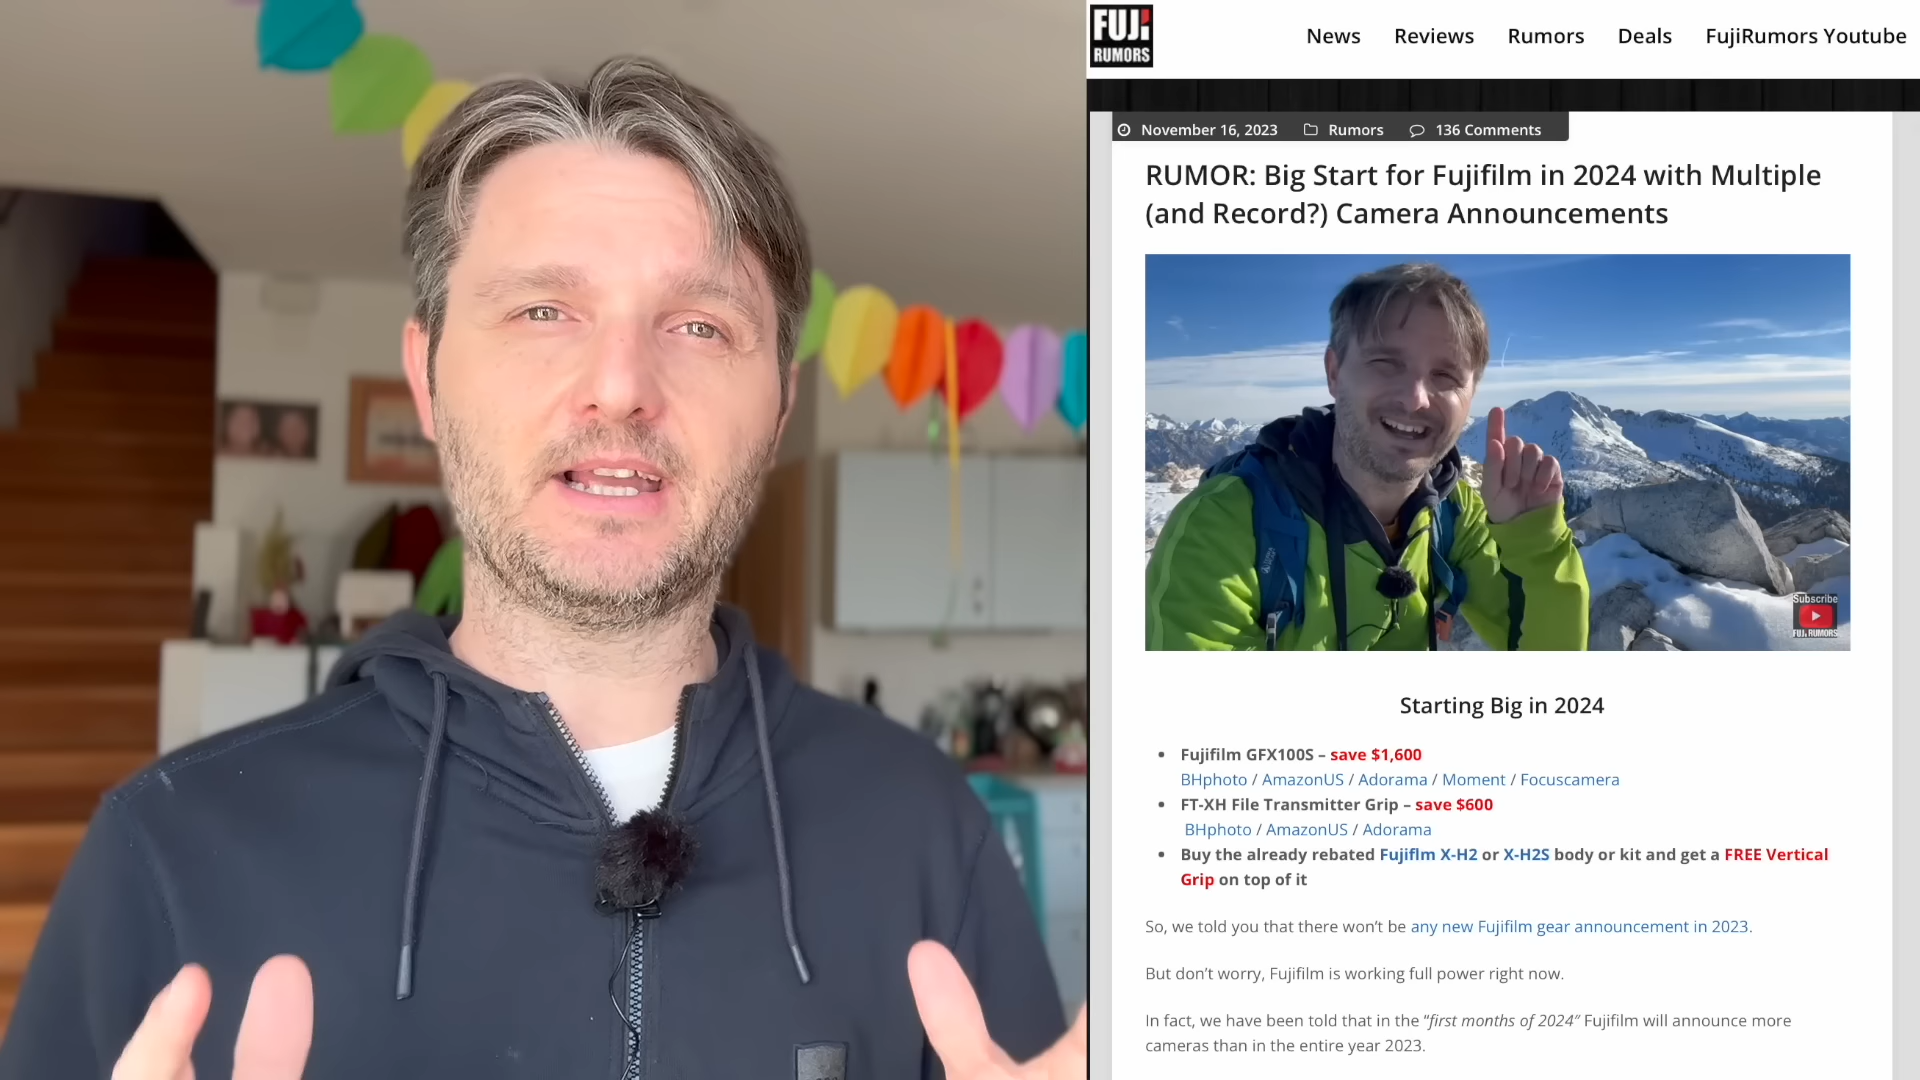 FUJI
RUMORS
News Reviews Rumors Deals FujiRumors Youtube
November 16, 2023 Rumors 136 Comments
RUMOR: Big Start for Fujifilm in 2024 with Multiple
(and Record?) Camera Announcements
Subscribe
FUJI RUMORS
Starting Big in 2024
• Fujifilm GFX100S – save $1,600
BHphoto / AmazonUS / Adorama / Moment / Focuscamera
• FT-XH File Transmitter Grip – save $600
BHphoto / AmazonUS / Adorama
• Buy the already rebated Fujiflm X-H2 or X-H2S body or kit and get a FREE Vertical
Grip on top of it
So, we told you that there won't be any new Fujifilm gear announcement in 2023.
But don't worry, Fujifilm is working full power right now.
In fact, we have been told that in the "first months of 2024" Fujifilm will announce more
cameras than in the entire year 2023.